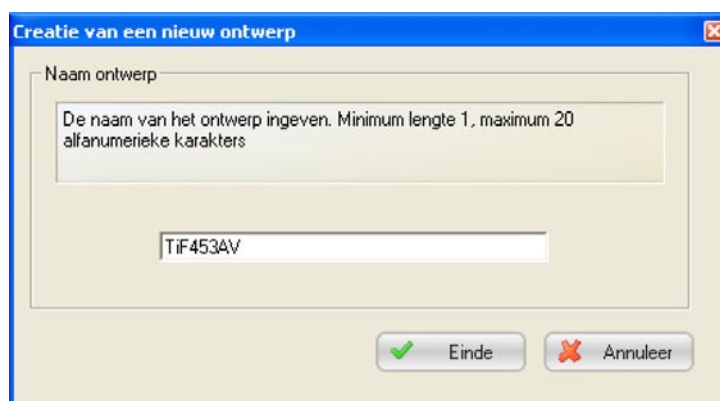 Creatie van een nieuw ontwerp
Naam ontwerp
De naam van het ontwerp ingeven. Minimum lengte 1, maximum 20
alfanumerieke karakters
TiF453AV
Einde
Annuleer